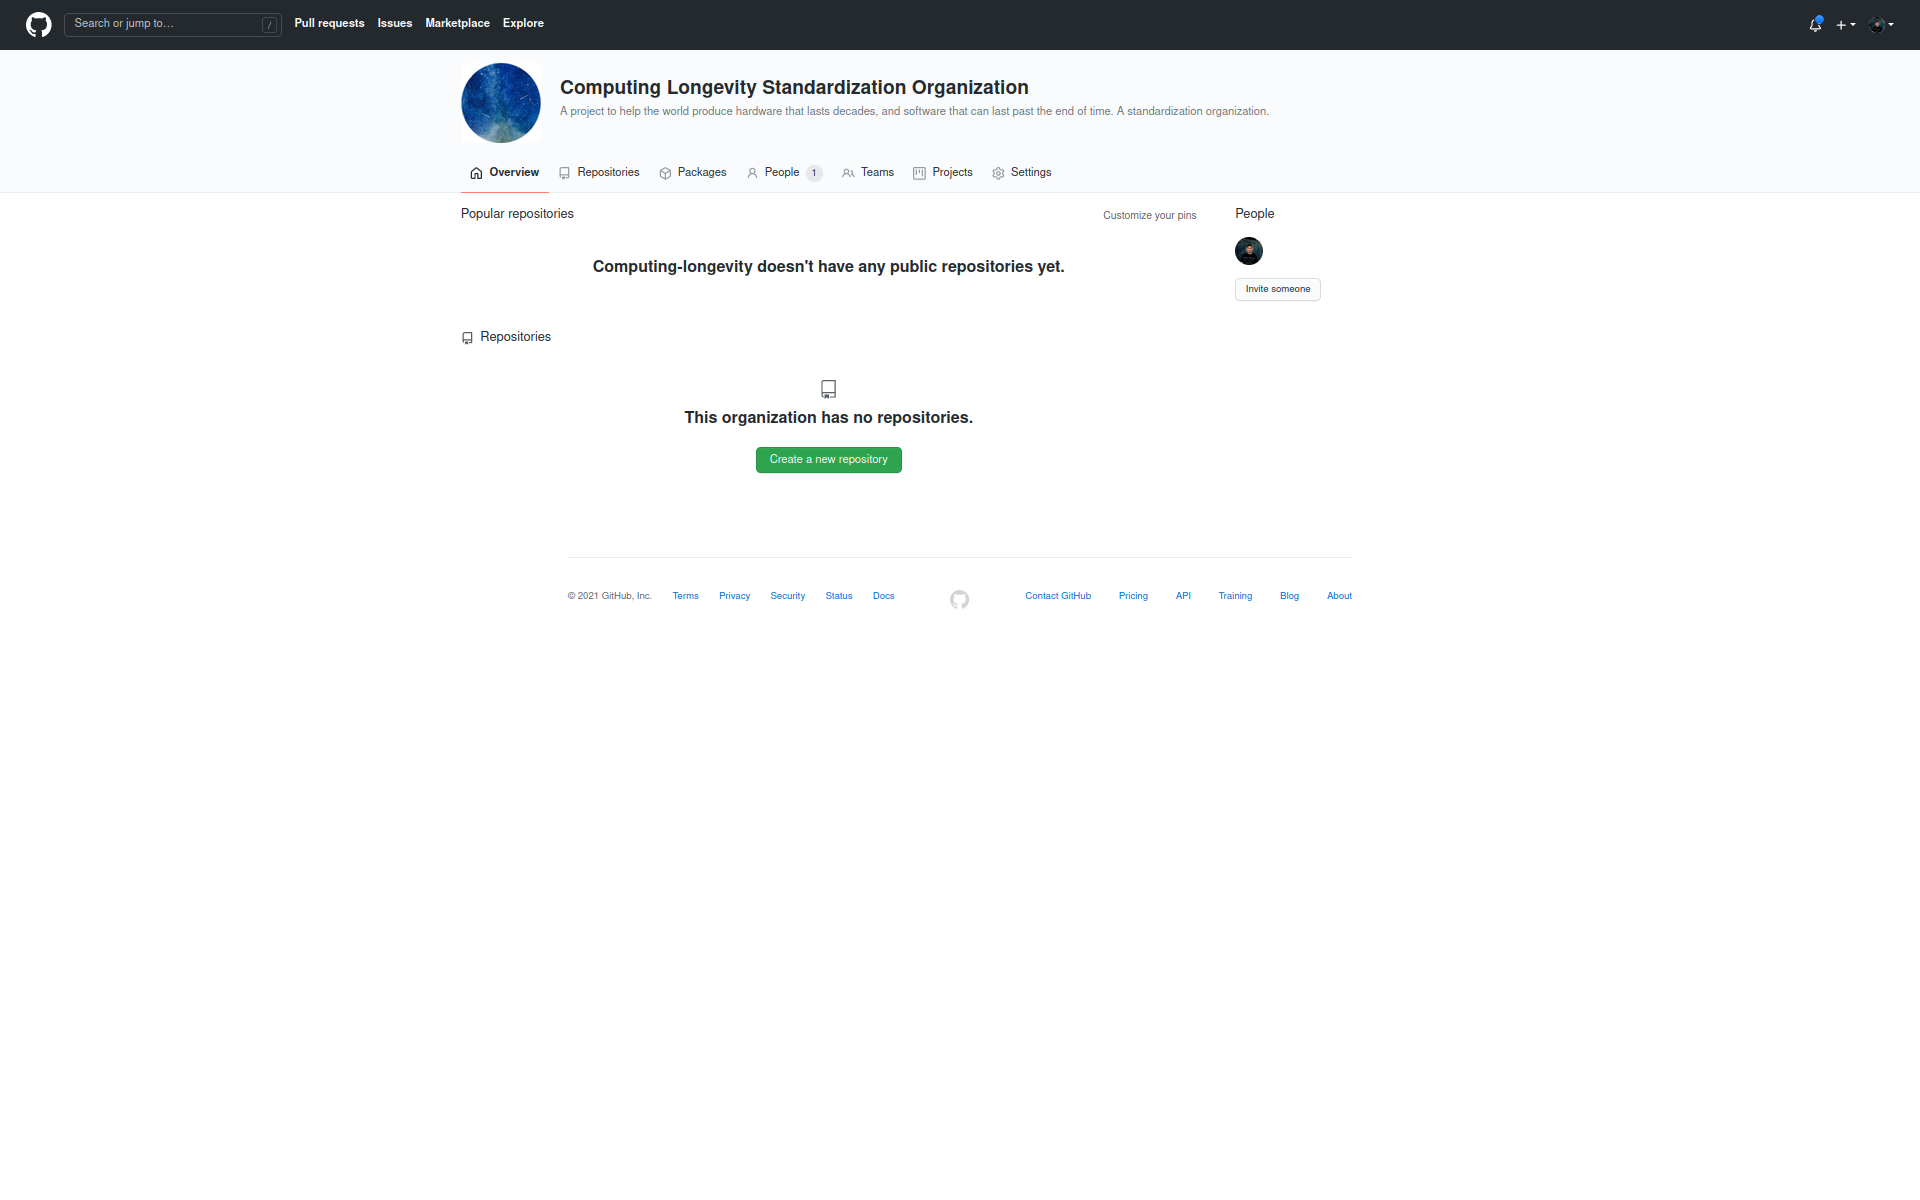 Search or jump to… /
Pull requests Issues Marketplace Explore
Computing Longevity Standardization Organization
A project to help the world produce hardware that lasts decades, and software that can last past the end of time. A standardization organization.
Overview Repositories Packages People 1 Teams Projects Settings
Popular repositories
Customize your pins
Computing-longevity doesn't have any public repositories yet.
People
Invite someone
Repositories
This organization has no repositories.
Create a new repository
© 2021 GitHub, Inc. Terms Privacy Security Status Docs Contact GitHub Pricing API Training Blog About